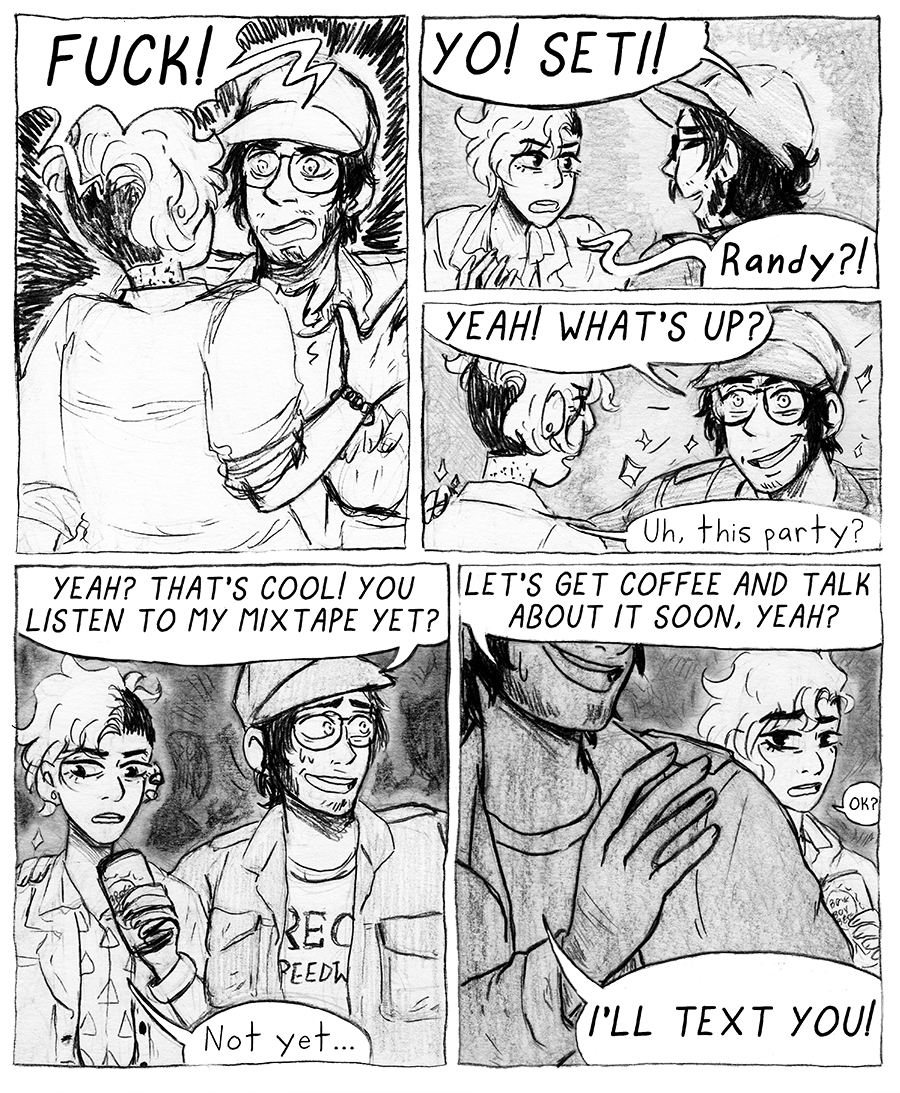 FUCK!
YO! SETI!
Randy?!
YEAH! WHAT'S UP?
Uh, this party?
YEAH? THAT'S COOL! YOU
LISTEN TO MY MIXTAPE YET?
REC
PEEDW
Not yet...
LET'S GET COFFEE AND TALK
ABOUT IT SOON, YEAH?
OK?
I'LL TEXT YOU!